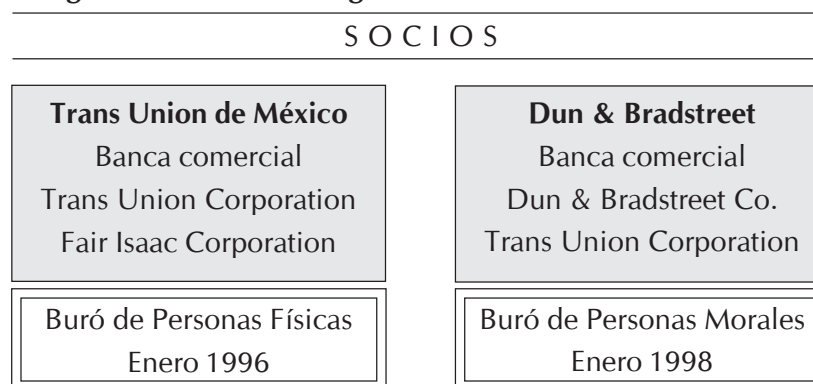 SOCIOS
Trans Union de México
Banca comercial
Trans Union Corporation
Fair Isaac Corporation
Buró de Personas Físicas
Enero 1996
Dun & Bradstreet
Banca comercial
Dun & Bradstreet Co.
Trans Union Corporation
Buró de Personas Morales
Enero 1998